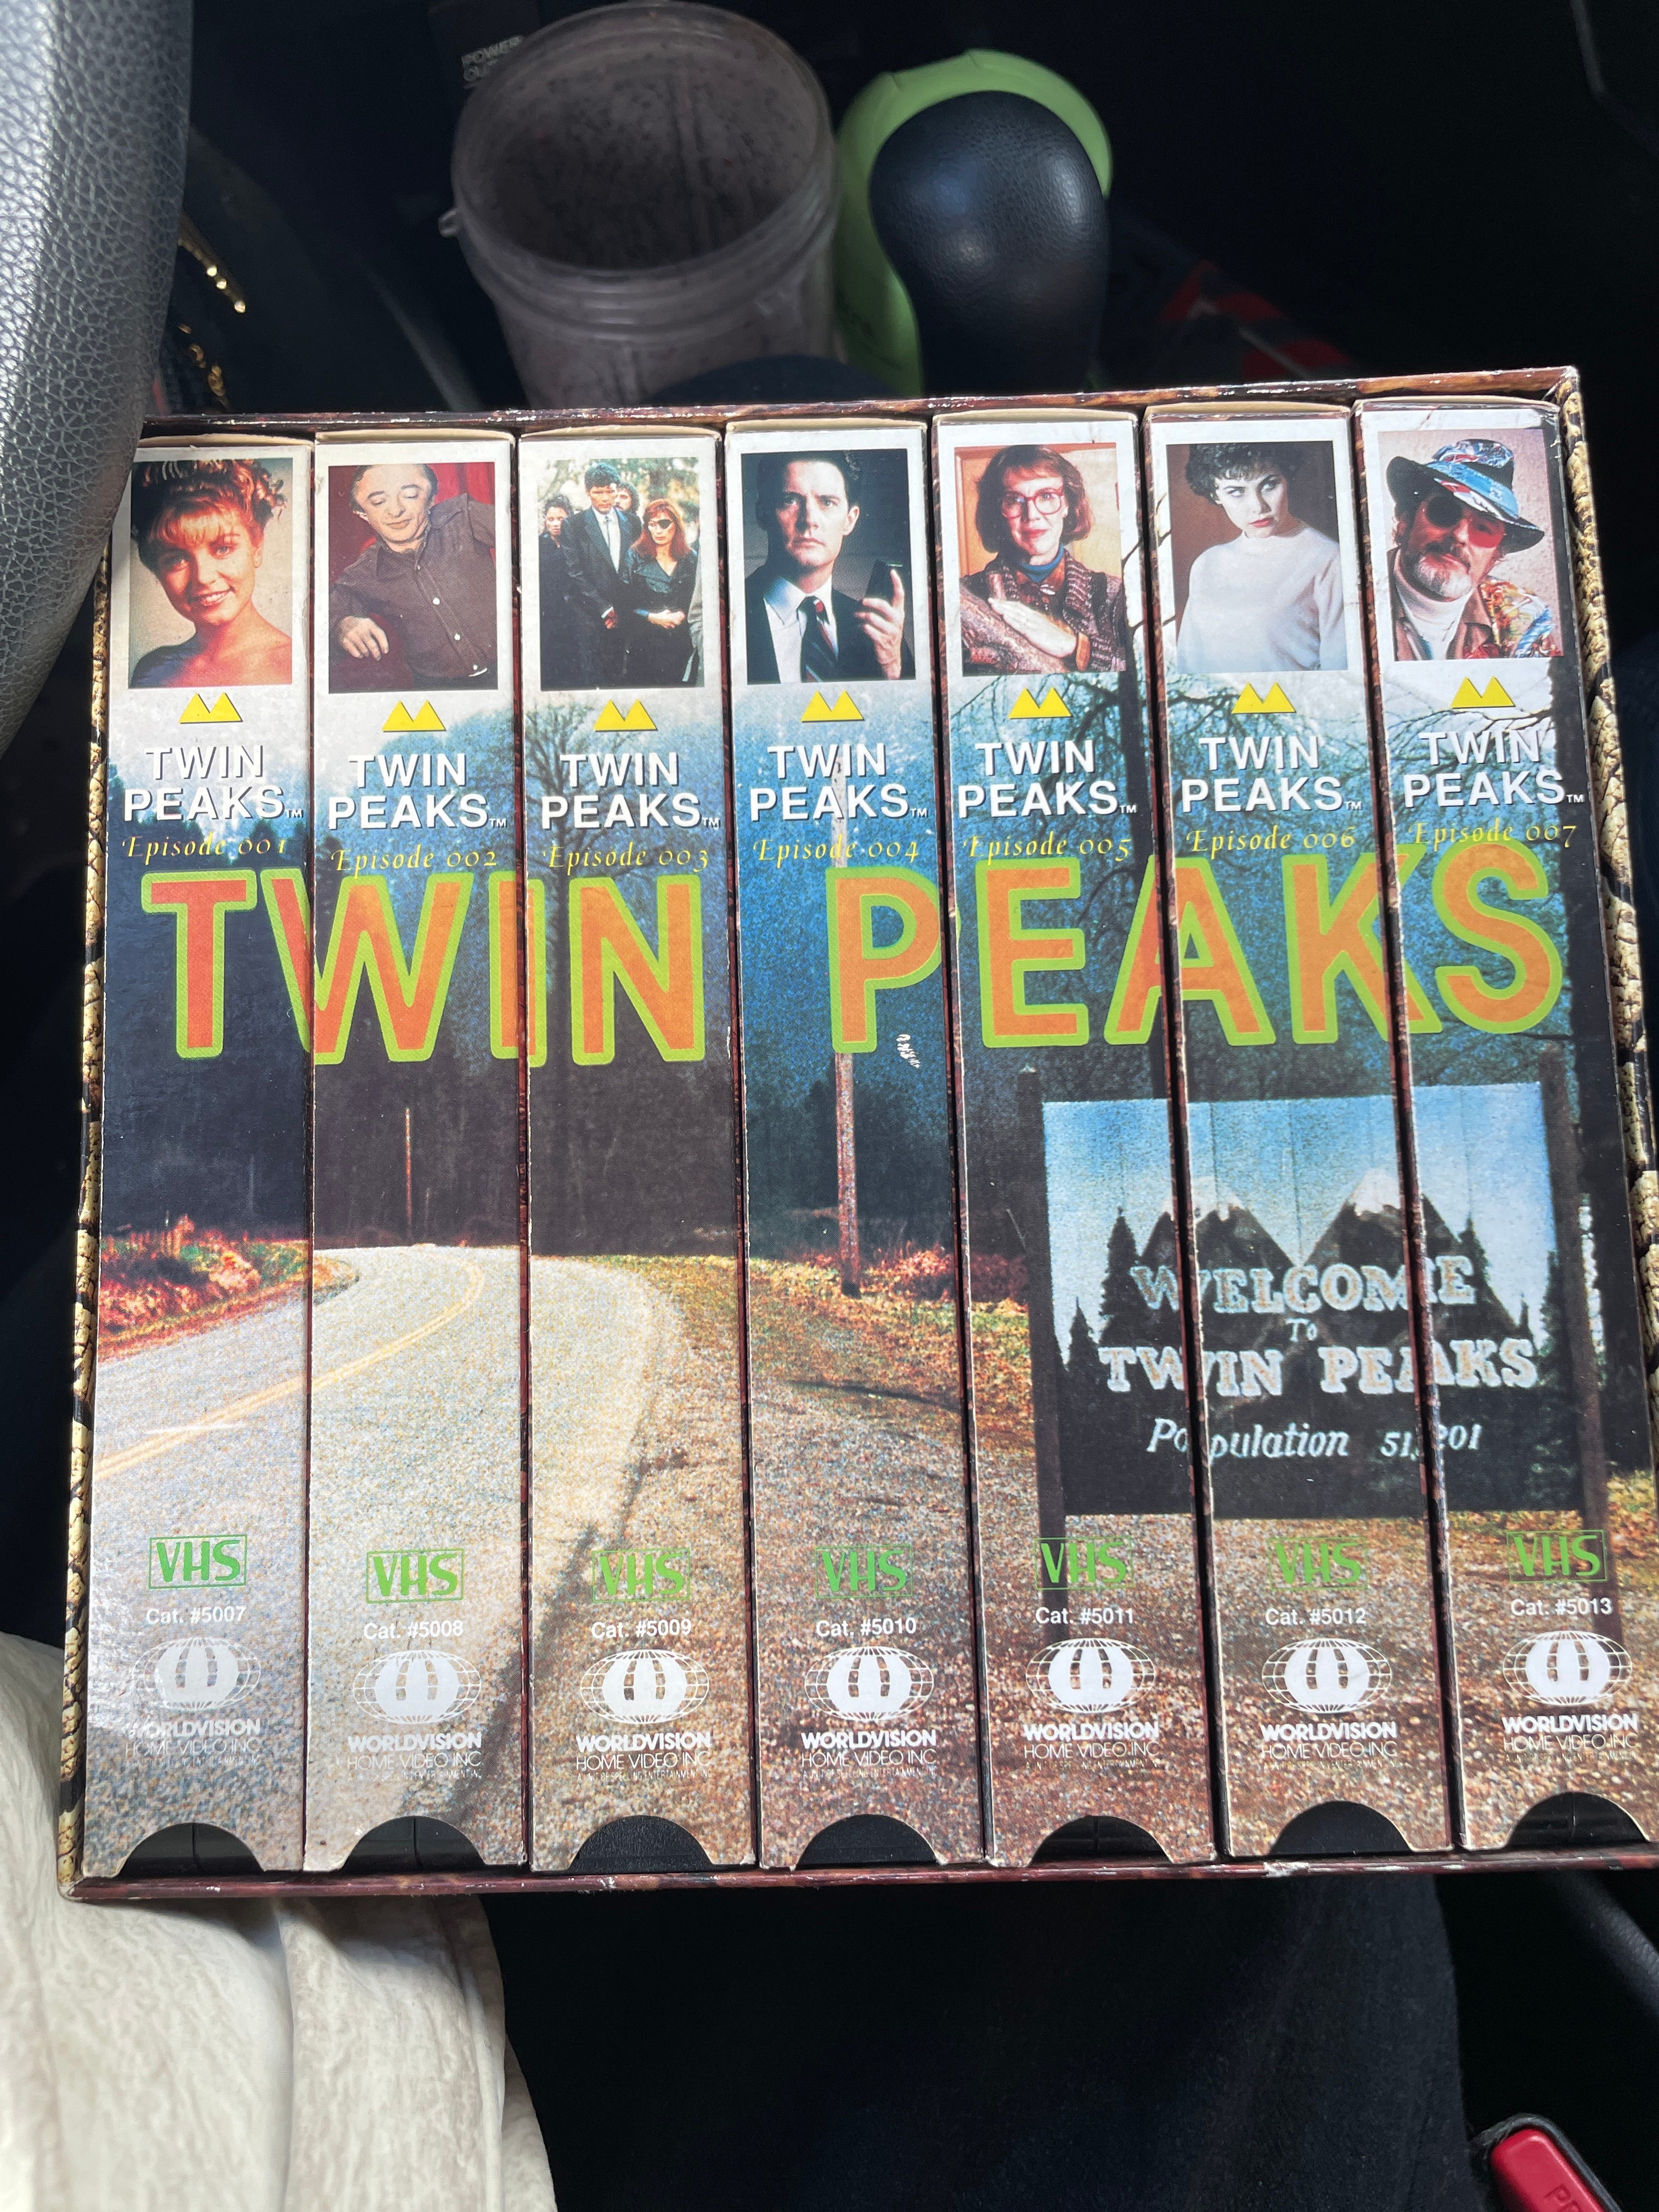 POWER
TWIN
PEAKS™
Episode 001
TWIN
PEAKS™
Episode 002
TWIN
PEAKS™
Episode 003
TWIN
PEAKS™
Episode 004
TWIN
PEAKS™
Episode 005
TWIN
PEAKS™
Episode 006
TWIN
PEAKS™
Episode 007
TWIN PEAKS
WELCOME
To
TWIN PEAKS
Population 51,201
VHS
Cat. #5007
WORLDVISION
HOME VIDEO INC.
VHS
Cat. #5008
WORLDVISION
HOME VIDEO INC.
VHS
Cat. #5009
WORLDVISION
HOME VIDEO INC.
VHS
Cat. #5010
WORLDVISION
HOME VIDEO INC.
VHS
Cat. #5011
WORLDVISION
HOME VIDEO INC.
VHS
Cat. #5012
WORLDVISION
HOME VIDEO INC.
VHS
Cat. #5013
WORLDVISION
HOME VIDEO INC.